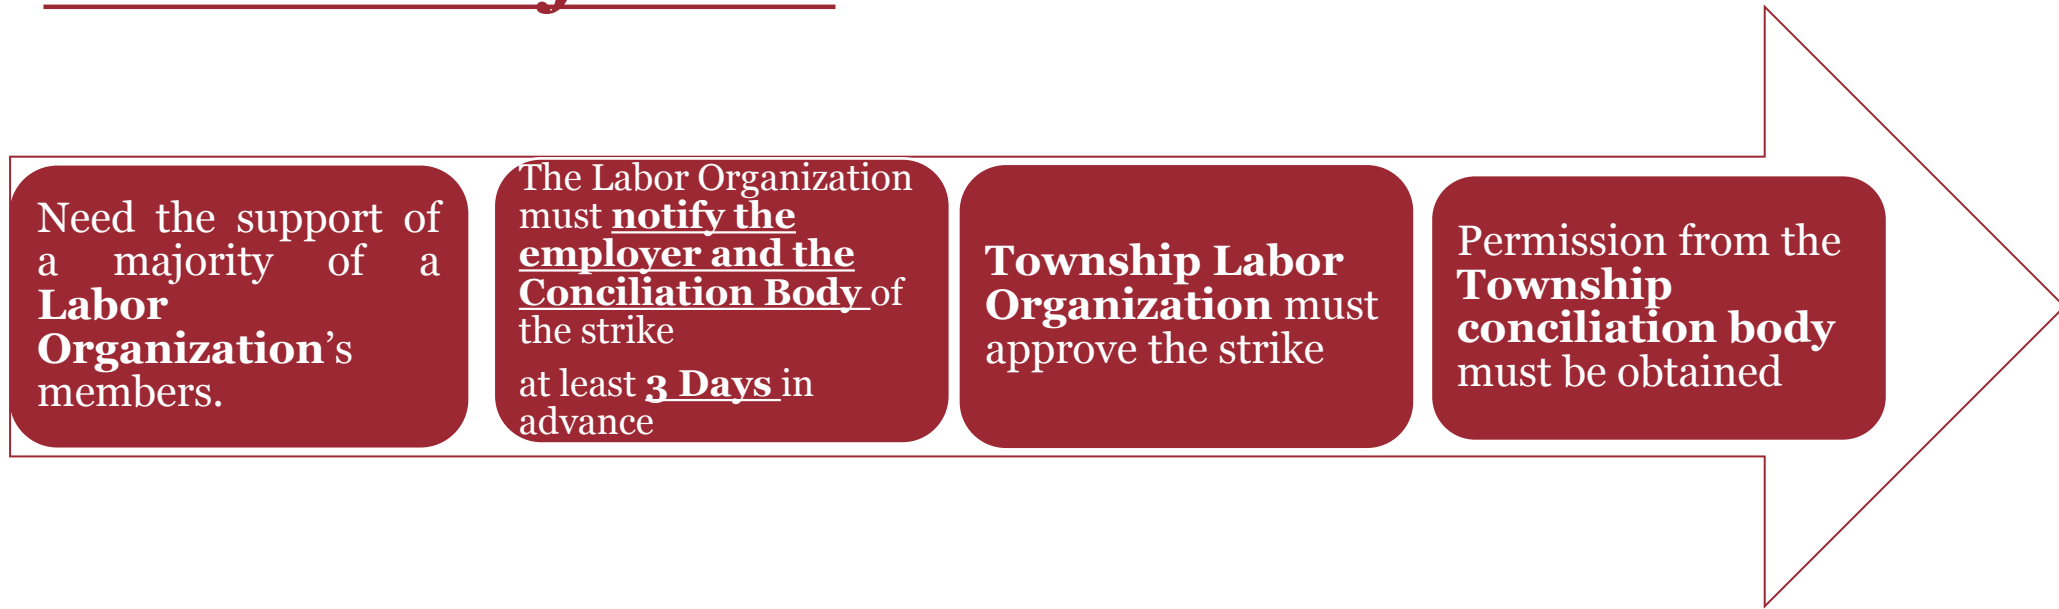 Need the support of
a majority of a
Labor
Organization’s
members.
The Labor Organization
must notify the
employer and the
Conciliation Body of
the strike
at least 3 Days in
advance
Township Labor
Organization must
approve the strike
Permission from the
Township
conciliation body
must be obtained